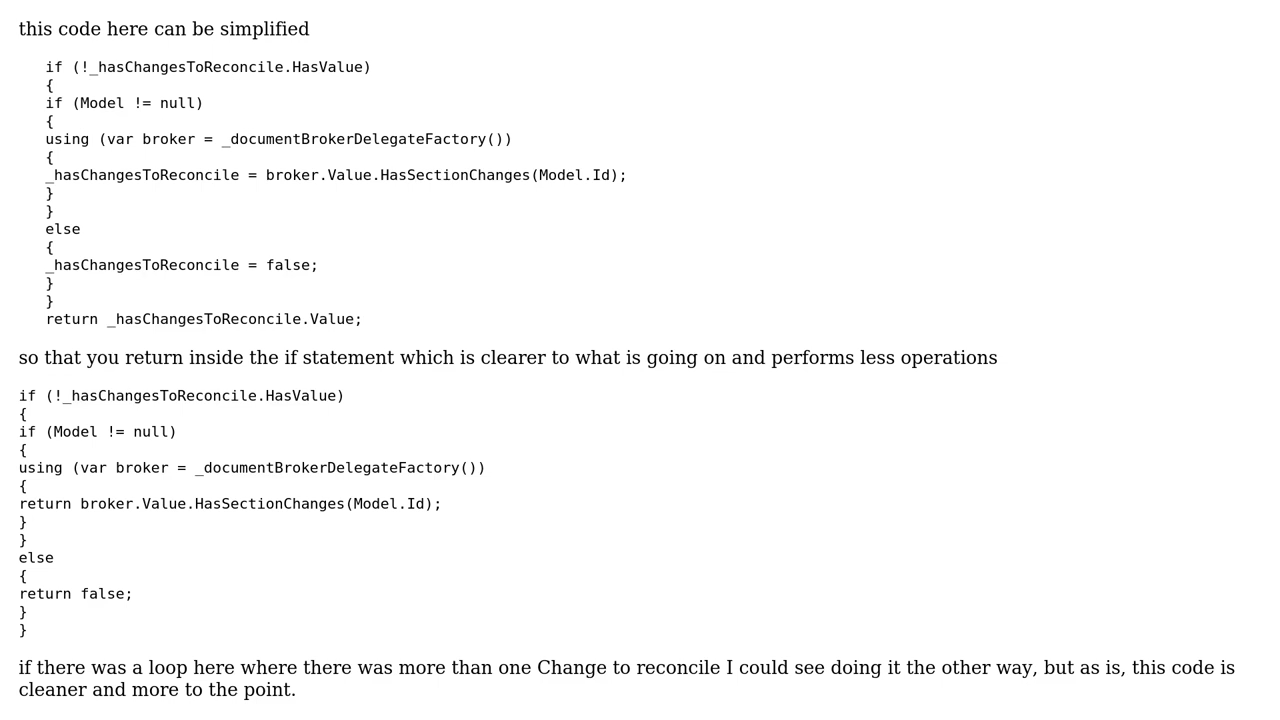 this code here can be simplified
if (!_hasChangesToReconcile.HasValue)
{
if (Model != null)
{
using (var broker = _documentBrokerDelegateFactory())
{
_hasChangesToReconcile = broker.Value.HasSectionChanges(Model.Id);
}
}
else
{
_hasChangesToReconcile = false;
}
}
return _hasChangesToReconcile.Value;
so that you return inside the if statement which is clearer to what is going on and performs less operations
if (!_hasChangesToReconcile.HasValue)
{
if (Model != null)
{
using (var broker = _documentBrokerDelegateFactory())
{
return broker.Value.HasSectionChanges(Model.Id);
}
}
else
{
return false;
}
}
if there was a loop here where there was more than one Change to reconcile I could see doing it the other way, but as is, this code is
cleaner and more to the point.